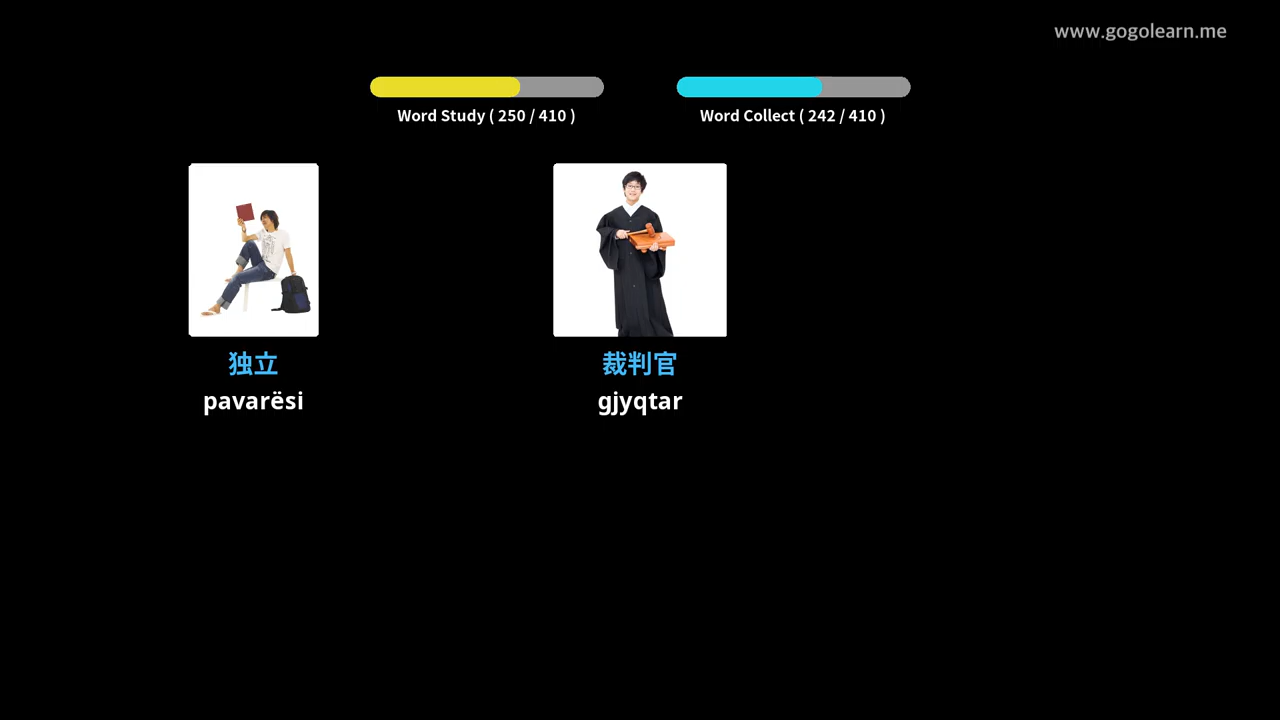 www.gogolearn.me
Word Study ( 250 / 410 )
Word Collect ( 242 / 410 )
独立
pavarësi
裁判官
gjyqtar